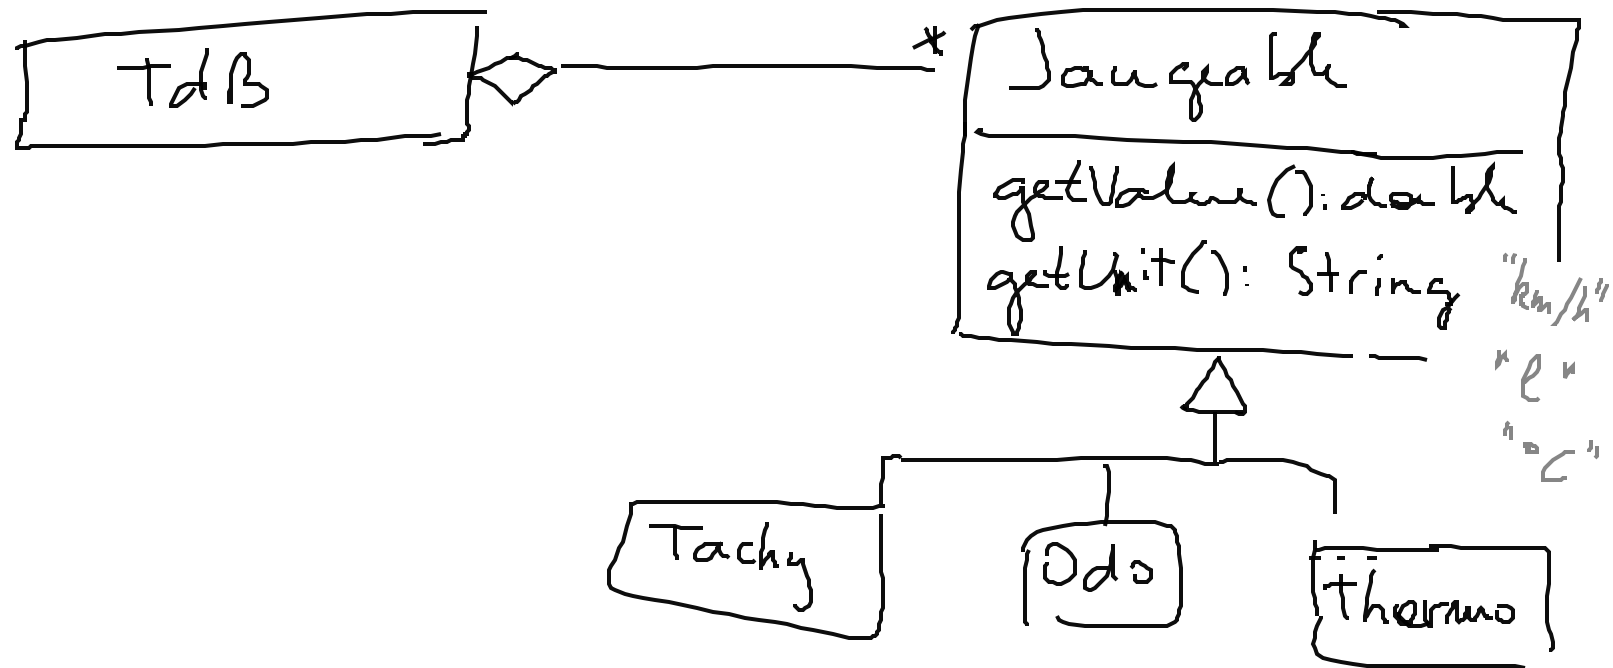 TdB
*
Jaugeable
getValue():double
getUnit(): String
"km/h"
"l"
"°C"
Tachy
Odo
Thermo